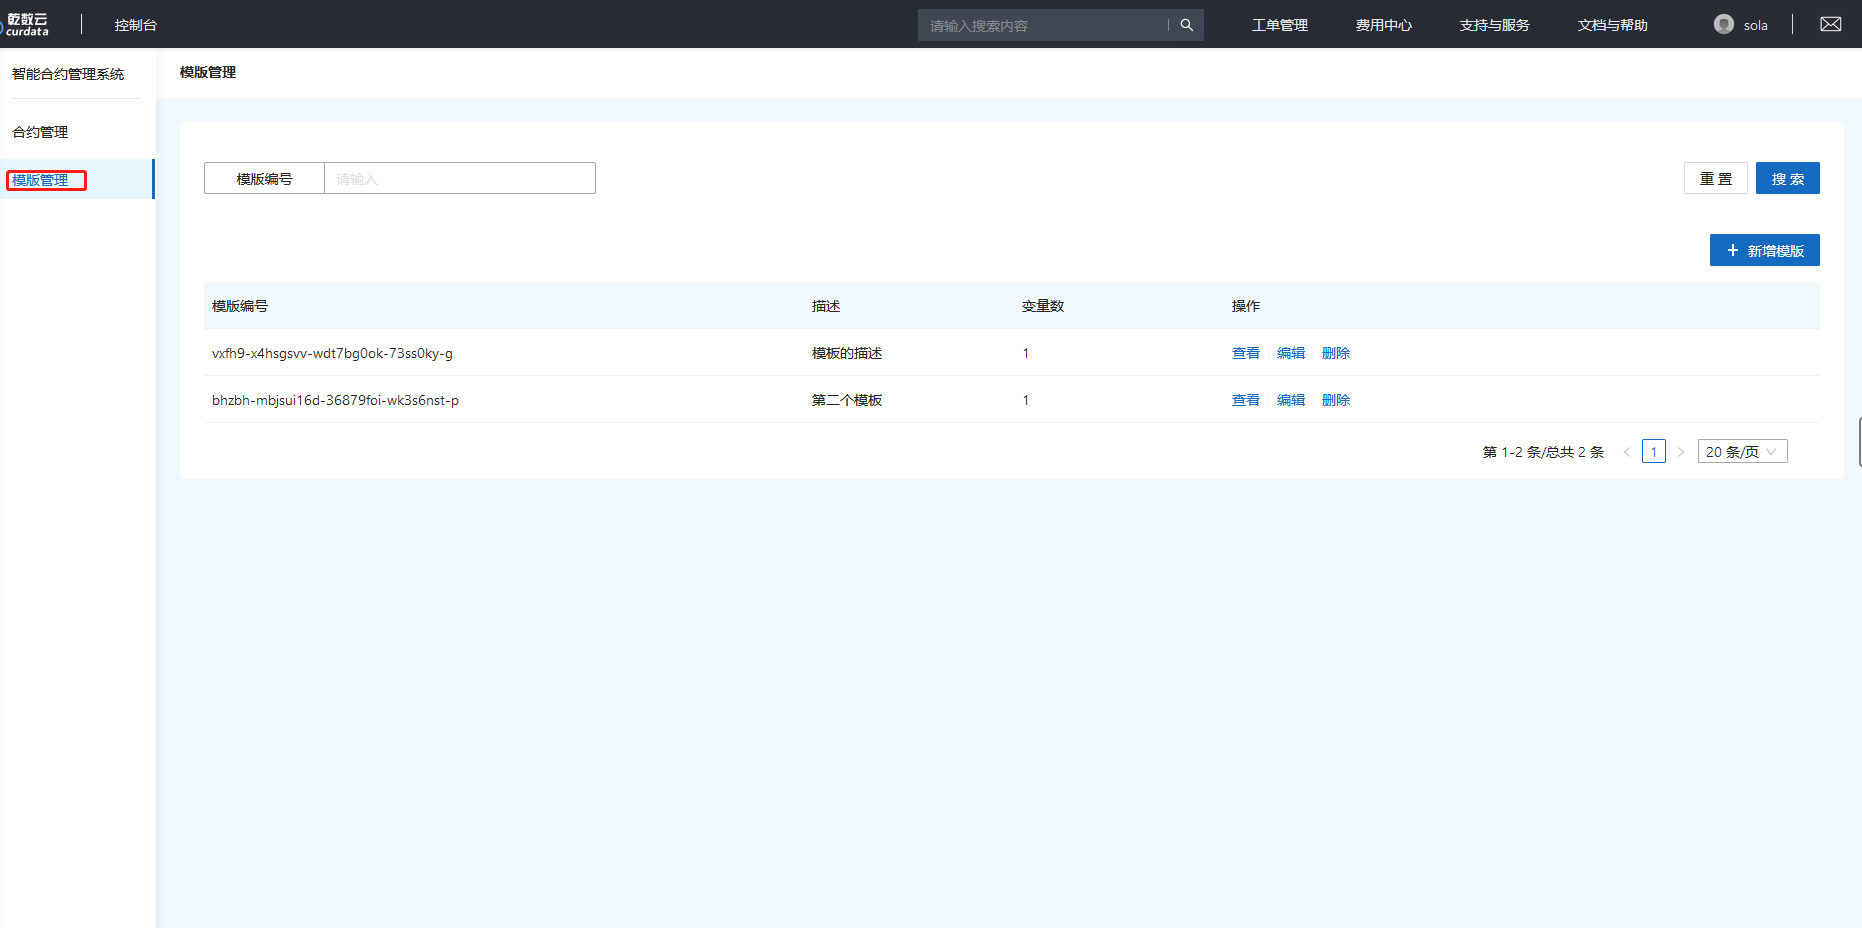 乾数云
curdata
控制台
请输入搜索内容
工单管理
费用中心
支持与服务
文档与帮助
sola
智能合约管理系统
合约管理
模版管理
模版管理
模版编号
请输入
重 置
搜 索
+ 新增模版
模版编号 描述 变量数 操作
vxfh9-x4hsgsvv-wdt7bg0ok-73ss0ky-g 模板的描述 1 查看 编辑 删除
bhzbh-mbjsui16d-36879foi-wk3s6nst-p 第二个模板 1 查看 编辑 删除
第 1-2 条/总共 2 条 < 1 > 20 条/页